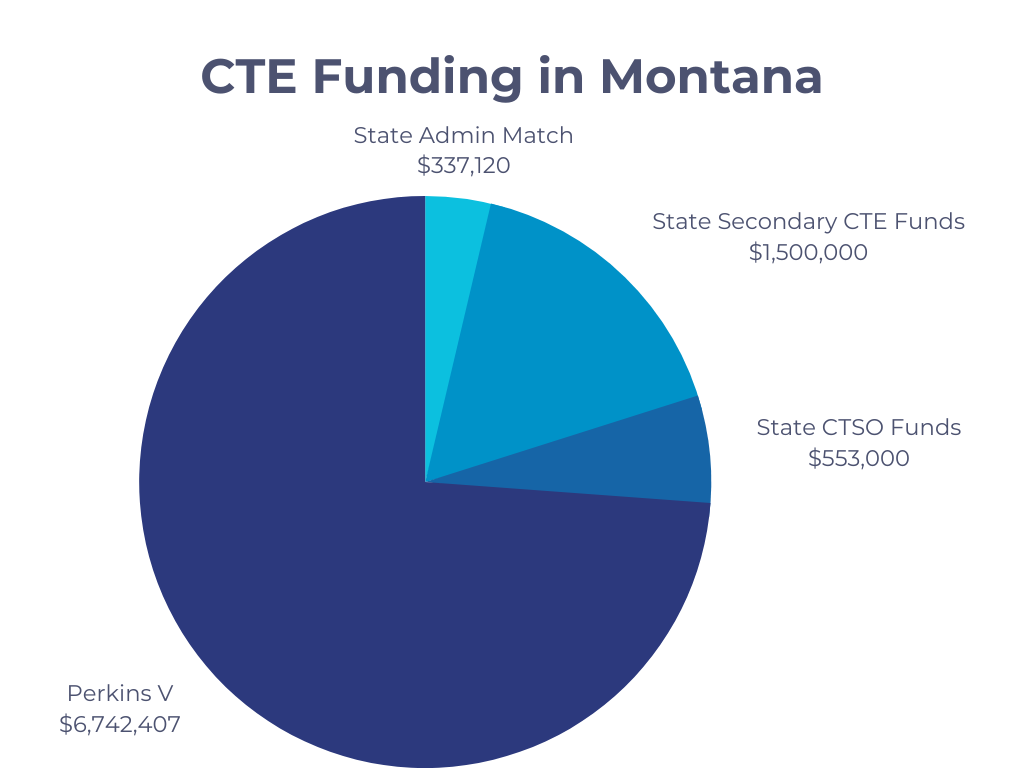 CTE Funding in Montana
State Admin Match
$337,120
State Secondary CTE Funds
$1,500,000
State CTSO Funds
$553,000
Perkins V
$6,742,407